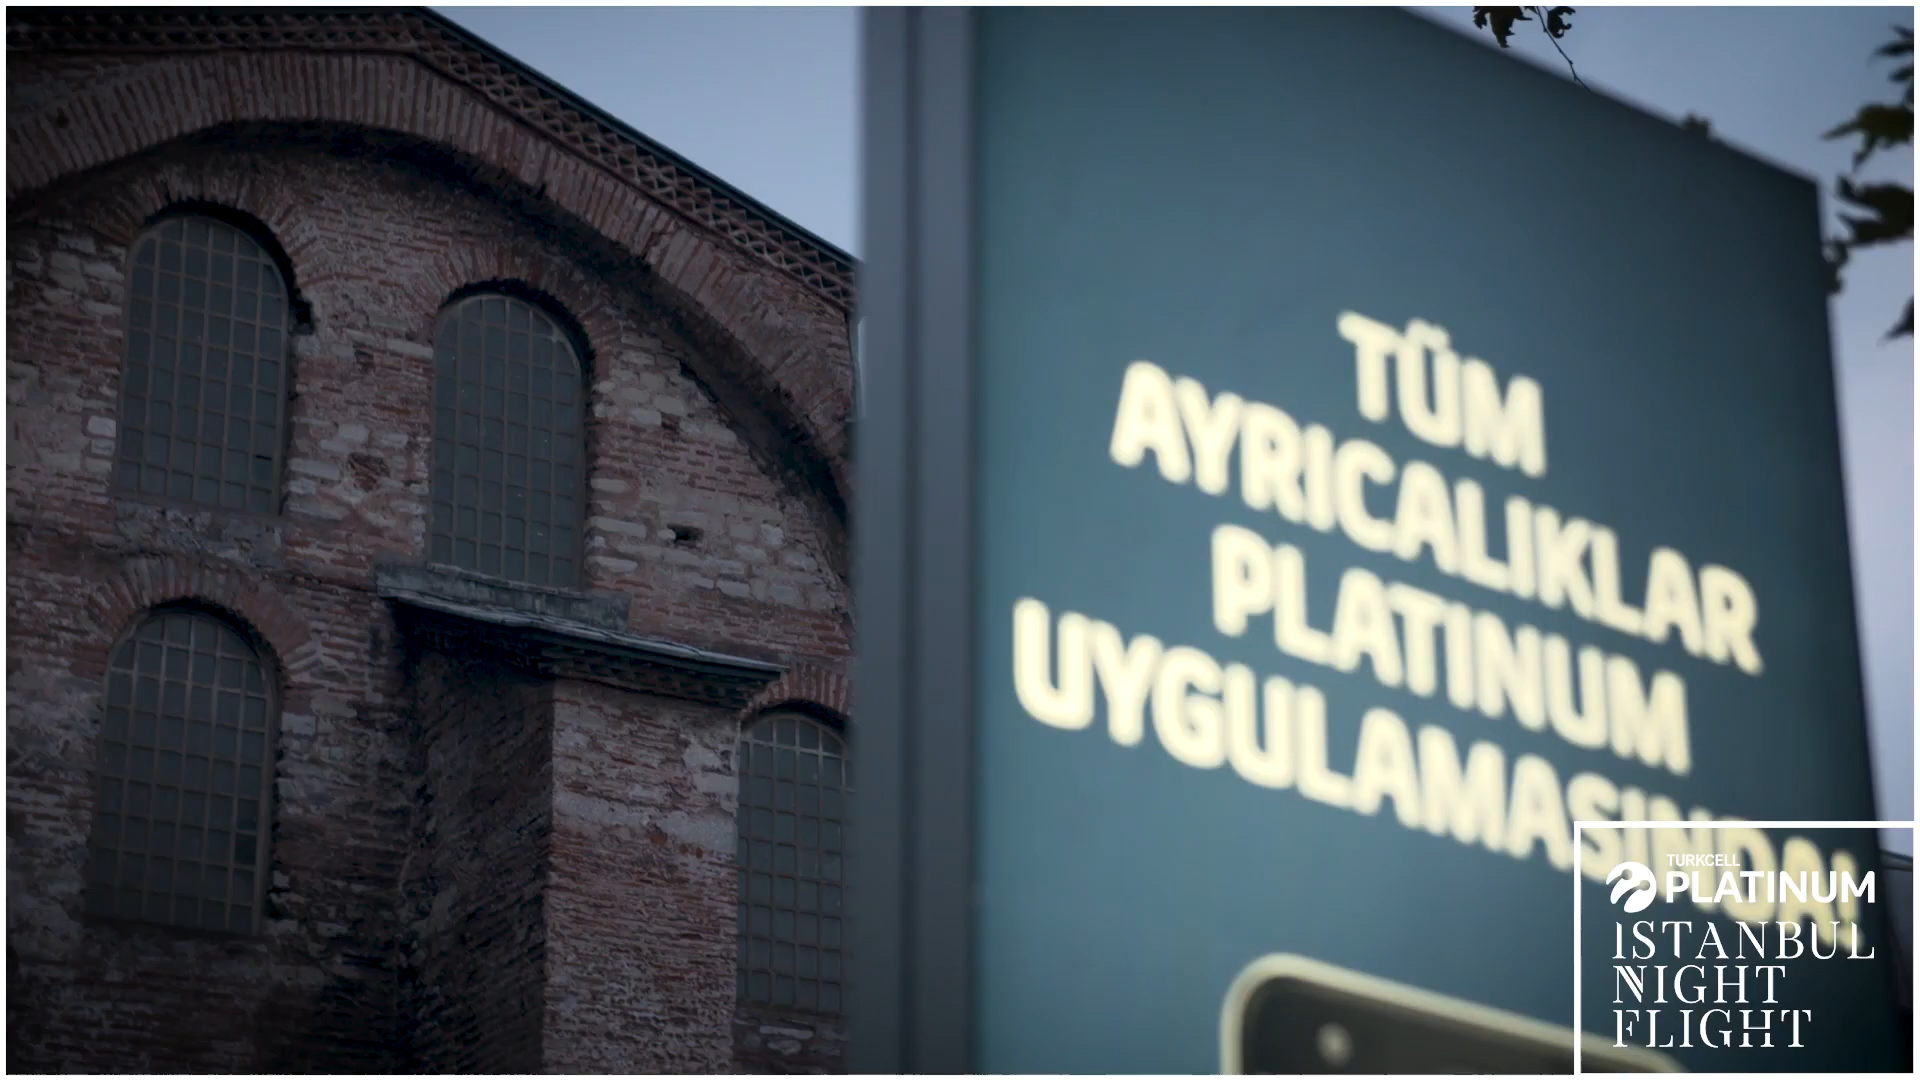 TÜM
AYRICALIKLAR
PLATINUM
UYGULAMASINDA!
TURKCELL
PLATINUM
ISTANBUL
NIGHT
FLIGHT